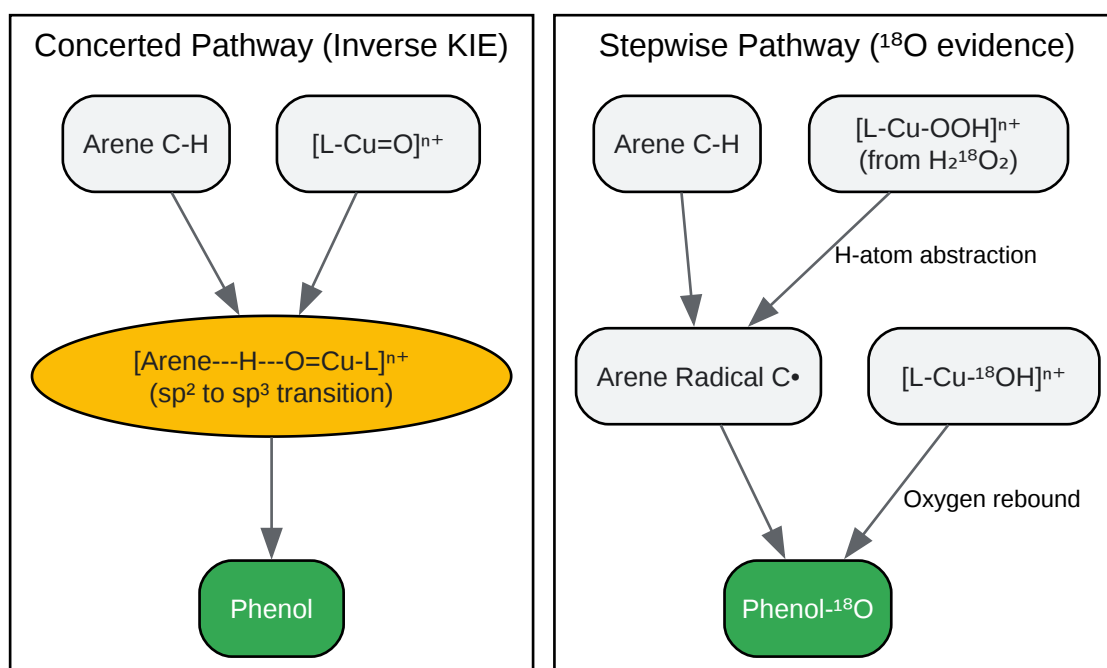 Concerted Pathway (Inverse KIE)
Arene C-H
[L-Cu=O]ⁿ⁺
[Arene---H---O=Cu-L]ⁿ⁺
(sp² to sp³ transition)
Phenol
Stepwise Pathway (¹⁸O evidence)
Arene C-H
[L-Cu-OOH]ⁿ⁺
(from H₂¹⁸O₂)
H-atom abstraction
Arene Radical C•
[L-Cu-¹⁸OH]ⁿ⁺
Oxygen rebound
Phenol-¹⁸O